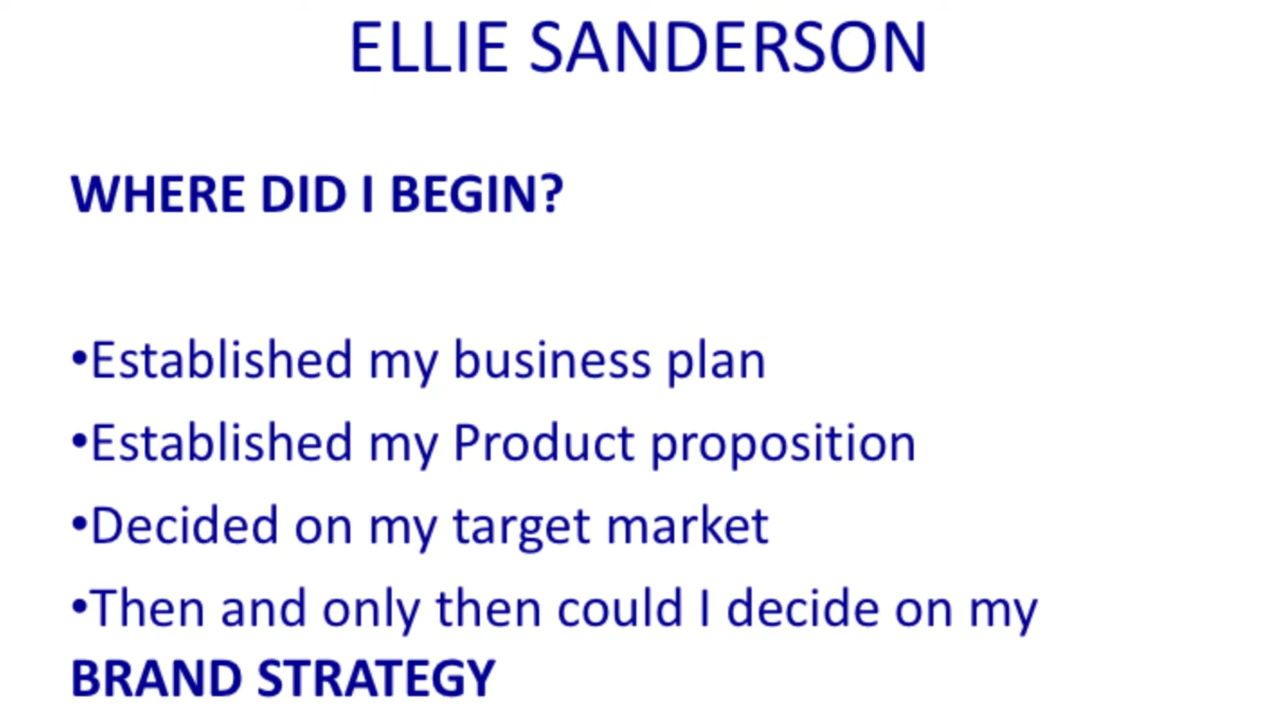 ELLIE SANDERSON
WHERE DID I BEGIN?
•Established my business plan
•Established my Product proposition
•Decided on my target market
•Then and only then could I decide on my
BRAND STRATEGY